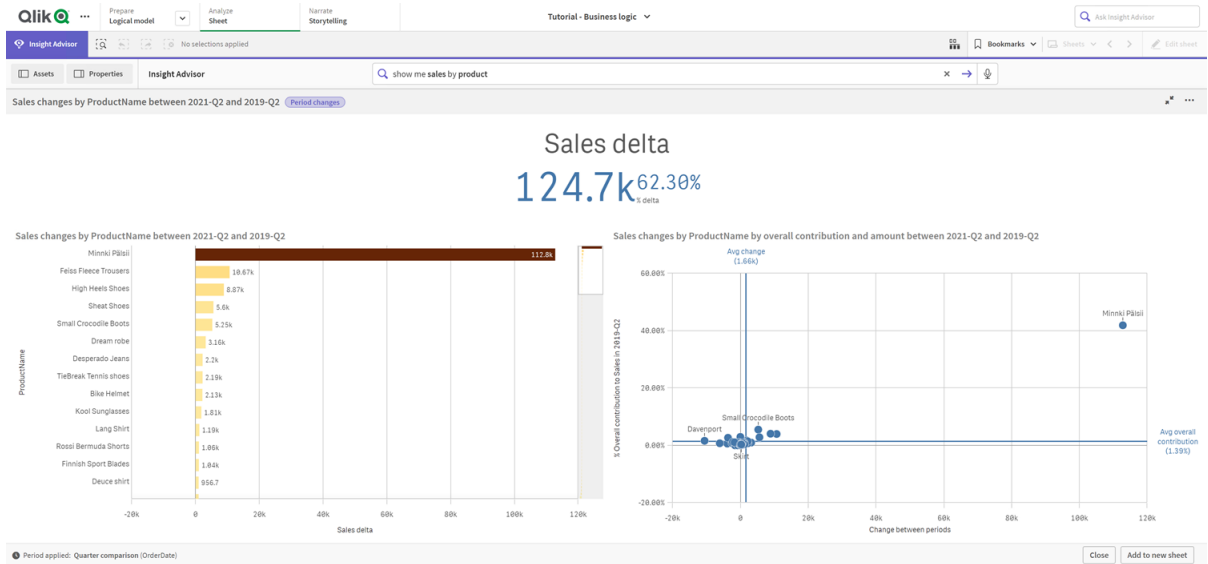 Qlik
Prepare
Logical model
Analyze
Sheet
Narrate
Storytelling
Tutorial - Business logic
Ask Insight Advisor
Insight Advisor
No selections applied
Bookmarks
Sheets
Edit sheet
Assets
Properties
Insight Advisor
show me sales by product
Sales changes by ProductName between 2021-Q2 and 2019-Q2
Period changes
Sales delta
124.7k
62.30%
% delta
Sales changes by ProductName between 2021-Q2 and 2019-Q2
ProductName
Minnki Pälsii 112.8k
Feiss Fleece Trousers 10.67k
High Heels Shoes 8.87k
Sheat Shoes 5.6k
Small Crocodile Boots 5.25k
Dream robe 3.16k
Desperado Jeans 2.2k
TieBreak Tennis shoes 2.19k
Bike Helmet 2.13k
Kool Sunglasses 1.81k
Lang Shirt 1.19k
Rossi Bermuda Shorts 1.06k
Finnish Sport Blades 1.04k
Deuce shirt 956.7
-20k 0 20k 40k 60k 80k 100k 120k
Sales delta
Sales changes by ProductName by overall contribution and amount between 2021-Q2 and 2019-Q2
Avg change
(1.66k)
% Overall contribution to Sales in 2019-Q2
60.00%
Minnki Pälsii
40.00%
20.00%
Small Crocodile Boots
Davenport
Avg overall
contribution
(1.39%)
0.00%
Skirt
-20.00%
-20k 0 20k 40k 60k 80k 100k 120k
Change between periods
Period applied: Quarter comparison (OrderDate)
Close
Add to new sheet